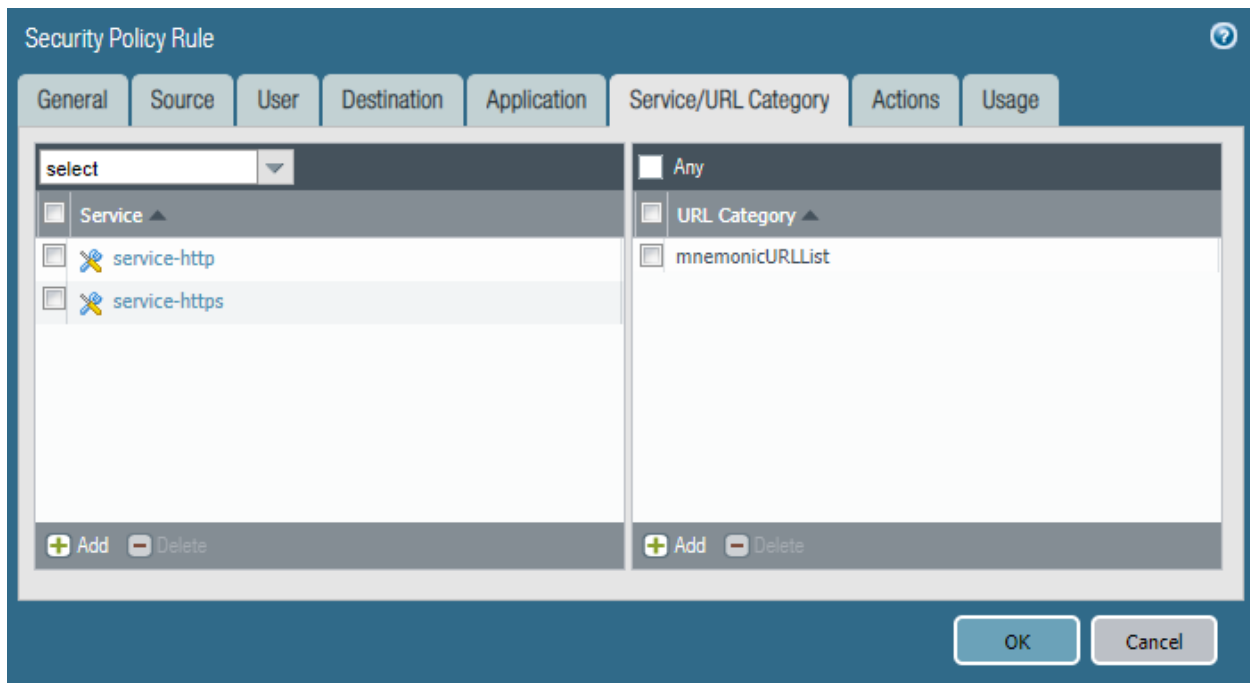 Security Policy Rule
General Source User Destination Application Service/URL Category Actions Usage
select
Any
Service
URL Category
service-http
mnemonicURLList
service-https
Add Delete
Add Delete
OK Cancel